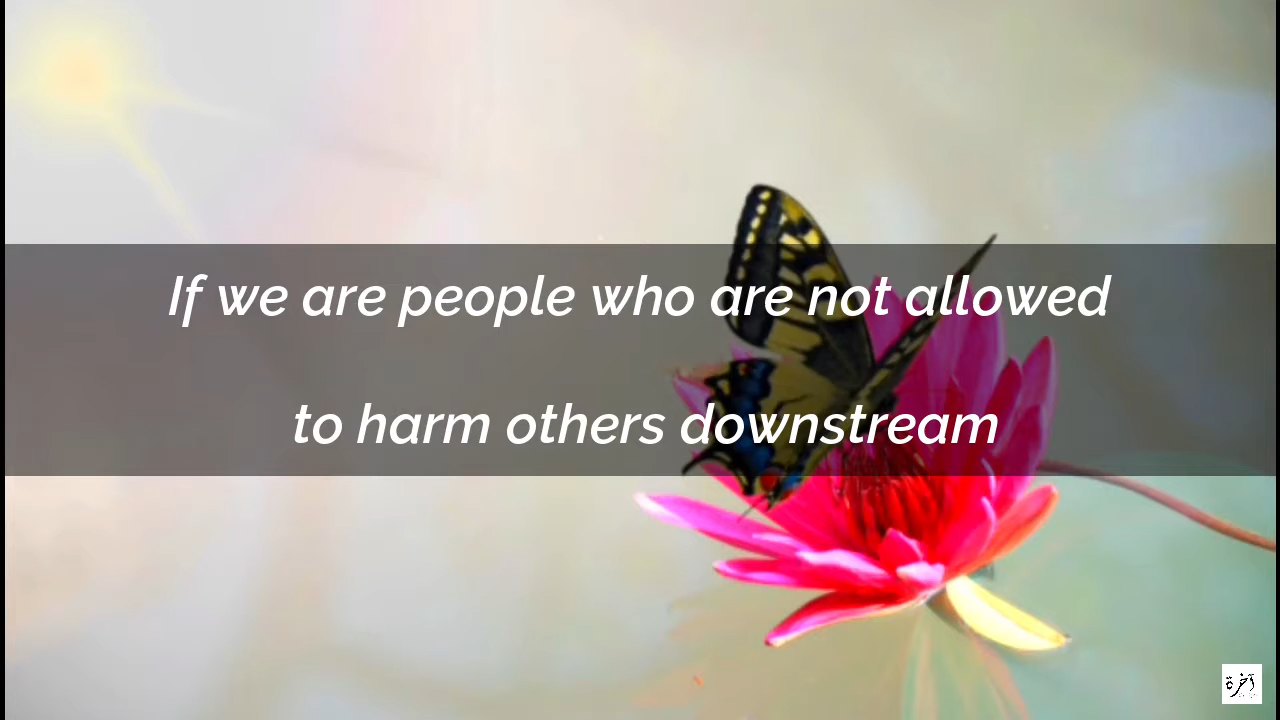 If we are people who are not allowed
to harm others downstream
آخرة